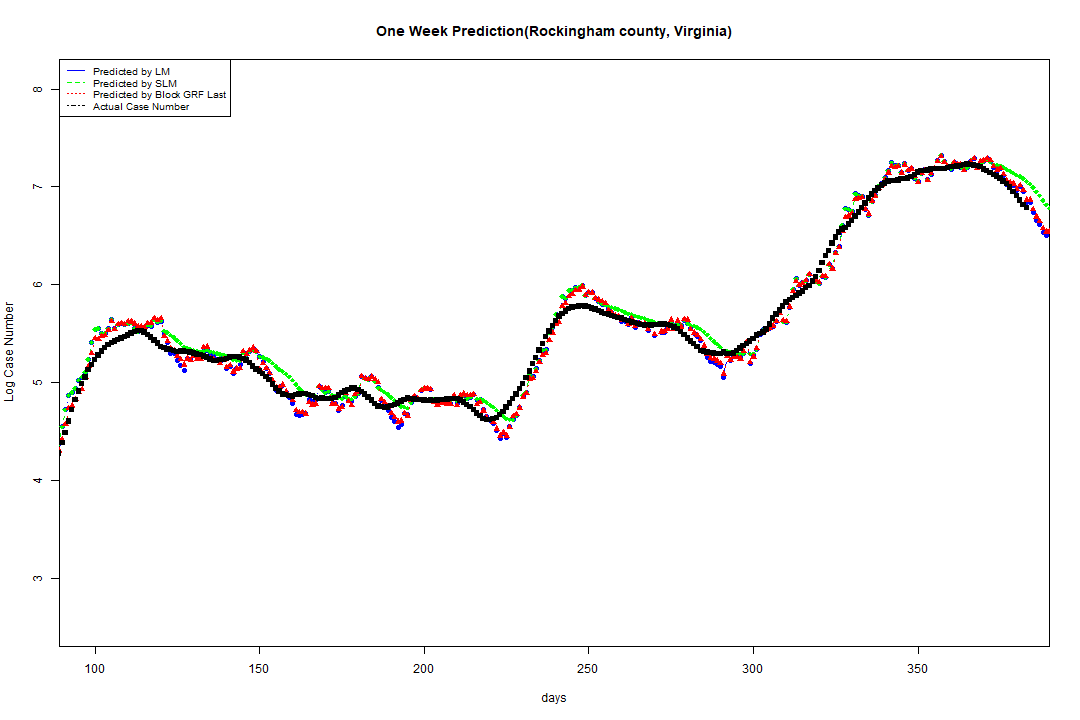 One Week Prediction(Rockingham county, Virginia)
Predicted by LM
Predicted by SLM
Predicted by Block GRF Last
Actual Case Number
8
7
6
5
4
3
Log Case Number
100 150 200 250 300 350
days